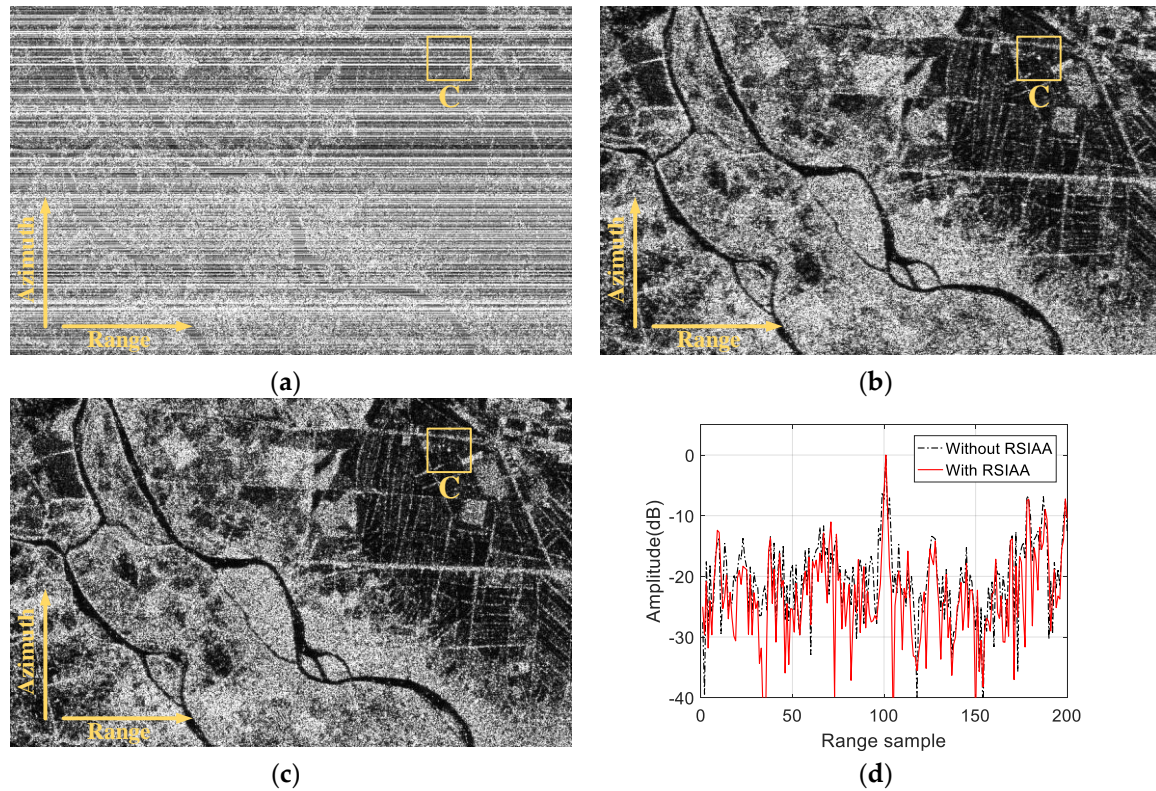 C
Azimuth
Range
(a)
C
Azimuth
Range
(b)
C
Azimuth
Range
(c)
Without RSIAA
With RSIAA
0
-10
-20
-30
-40
Amplitude(dB)
0 50 100 150 200
Range sample
(d)